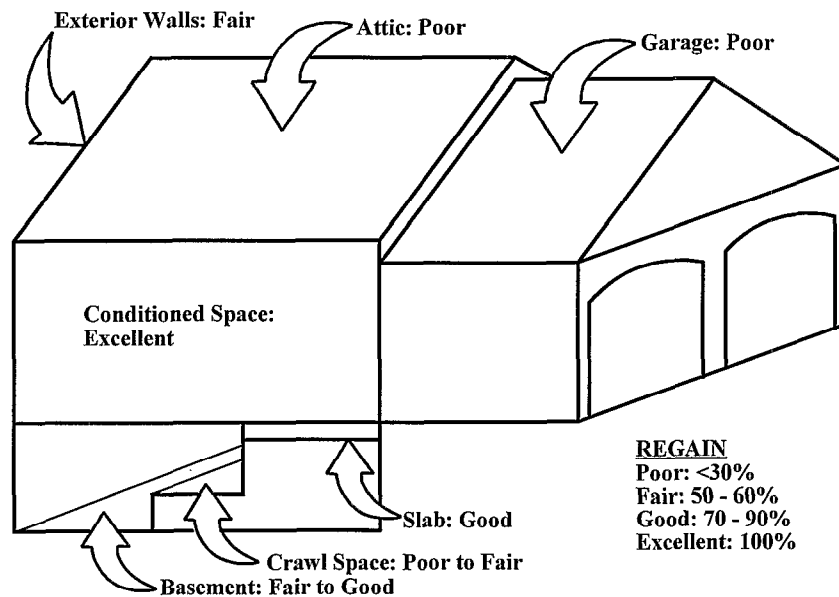 Exterior Walls: Fair
Attic: Poor
Garage: Poor
Conditioned Space:
Excellent
REGAIN
Poor: <30%
Fair: 50 - 60%
Good: 70 - 90%
Excellent: 100%
Slab: Good
Crawl Space: Poor to Fair
Basement: Fair to Good